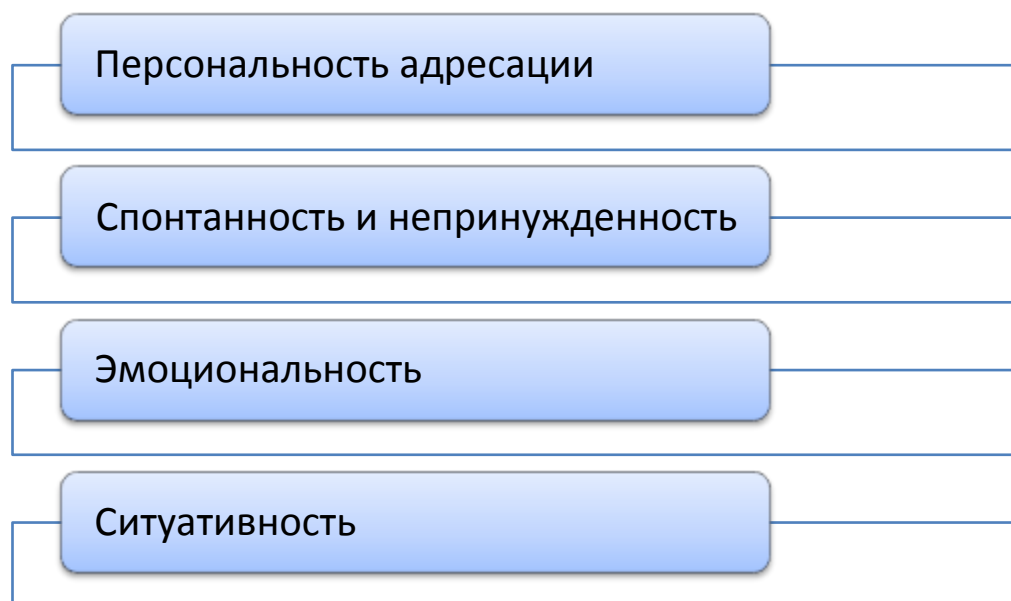 Персональность адресации
Спонтанность и непринужденность
Эмоциональность
Ситуативность